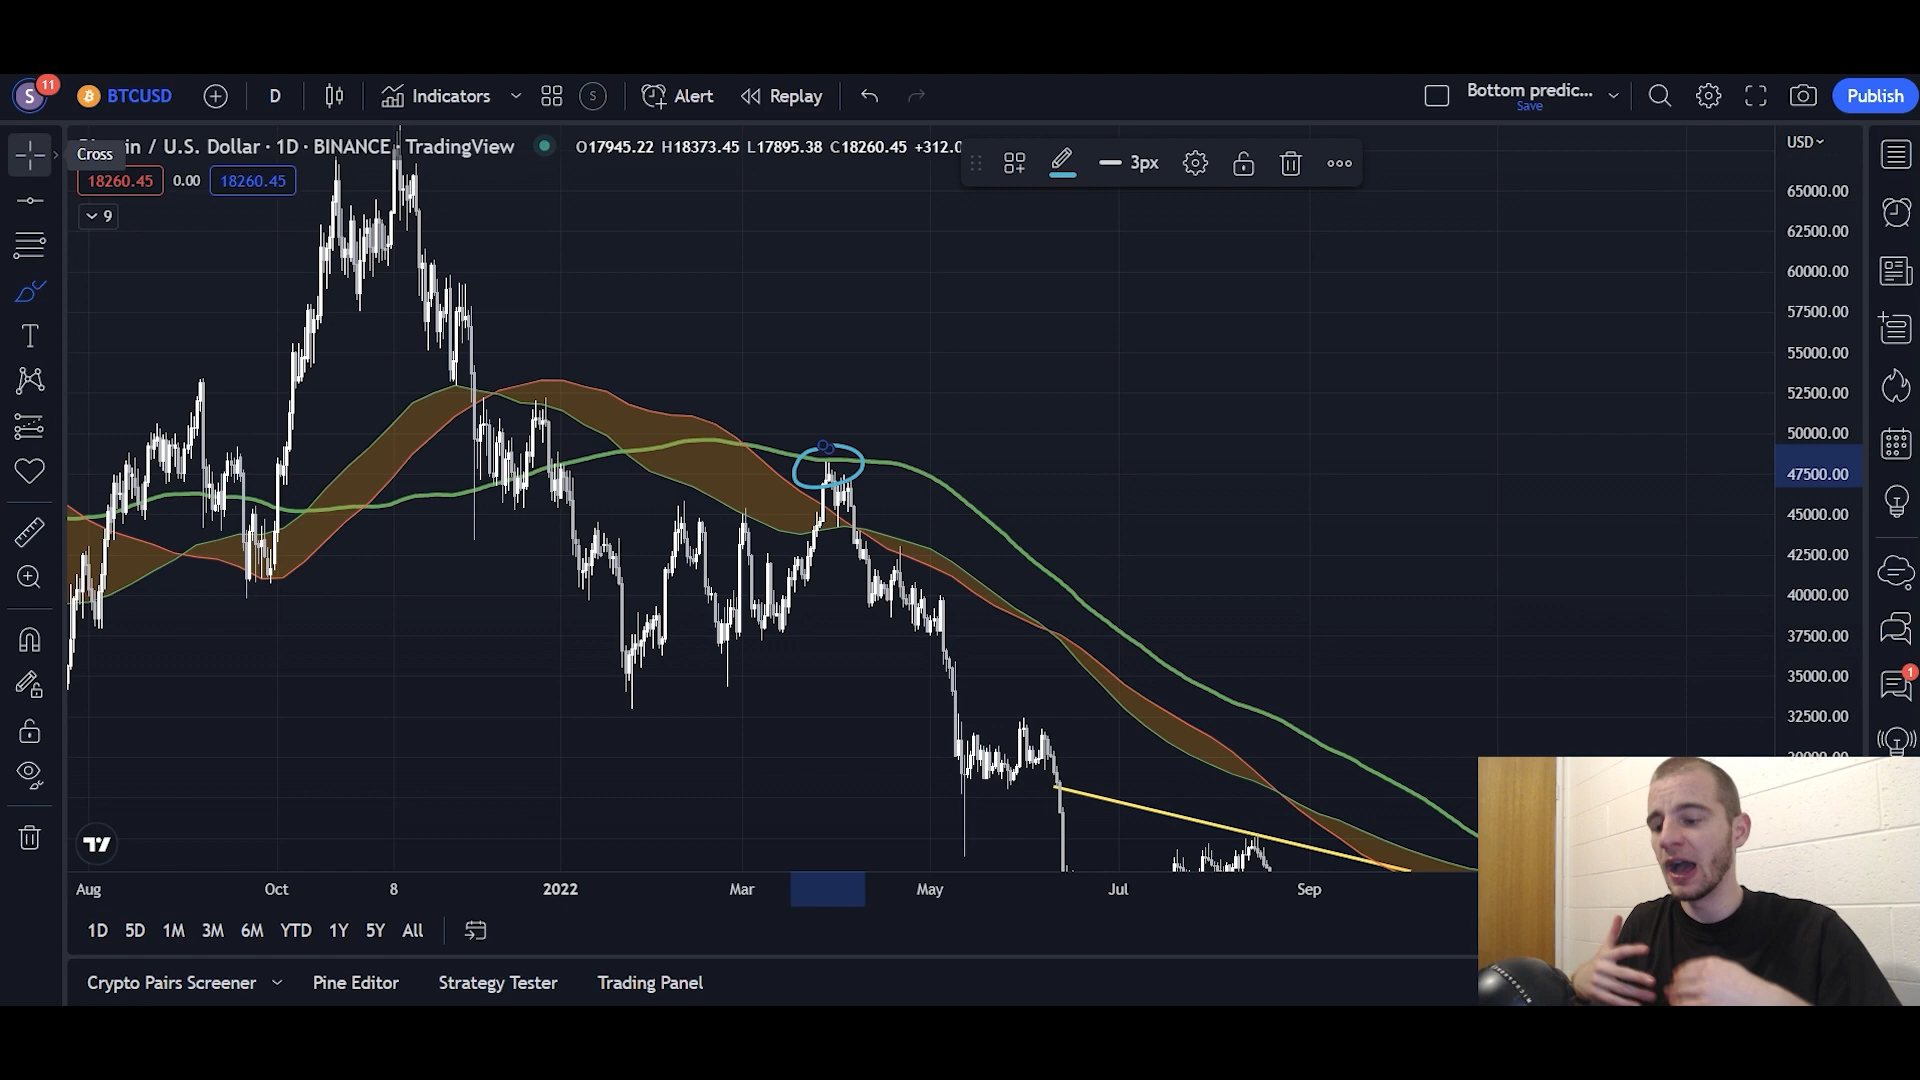 S
11
BTCUSD
D
Indicators
S
Alert
Replay
Bottom predic...
Save
Publish
Cross
in / U.S. Dollar · 1D · BINANCE · TradingView
O17945.22 H18373.45 L17895.38 C18260.45 +312.0
USD
18260.45
0.00
18260.45
9
3px
65000.00
62500.00
60000.00
57500.00
55000.00
52500.00
50000.00
47500.00
45000.00
42500.00
40000.00
37500.00
35000.00
32500.00
1
Aug
Oct
8
2022
Mar
May
Jul
Sep
1D 5D 1M 3M 6M YTD 1Y 5Y All
Crypto Pairs Screener
Pine Editor
Strategy Tester
Trading Panel